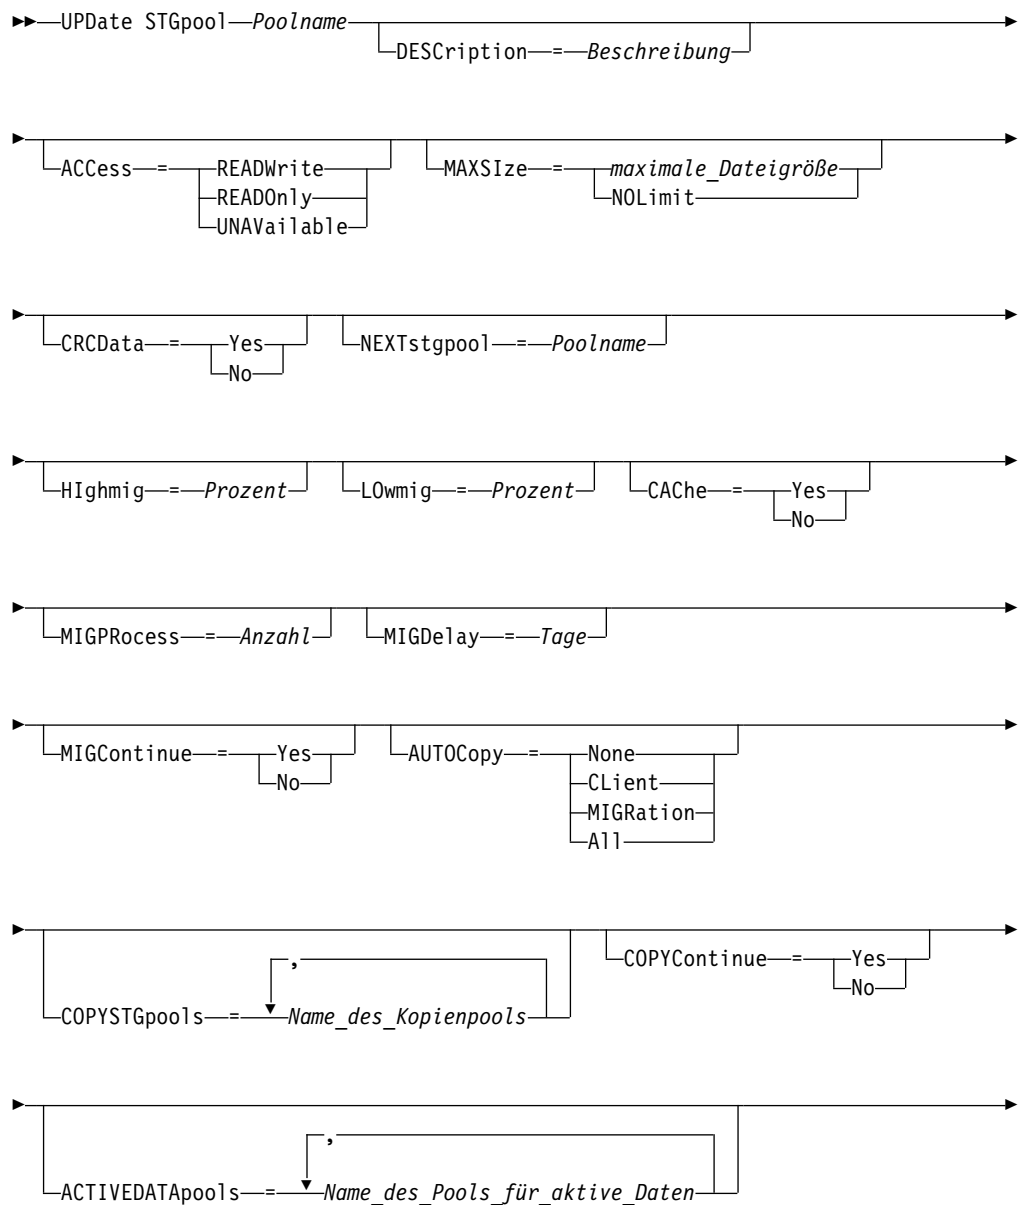 UPDate STGpool Poolname
DESCription = Beschreibung
ACCess = READWrite
READOnly
UNAVailable
MAXSIze = maximale_Dateigröße
NOLimit
CRCData = Yes
No
NEXTstgpool = Poolname
HIghmig = Prozent
LOwmig = Prozent
CAChe = Yes
No
MIGPRocess = Anzahl
MIGDelay = Tage
MIGContinue = Yes
No
AUTOCopy = None
CLient
MIGRation
All
,
COPYSTGpools = Name_des_Kopienpools
COPYContinue = Yes
No
,
ACTIVEDATApools = Name_des_Pools_für_aktive_Daten